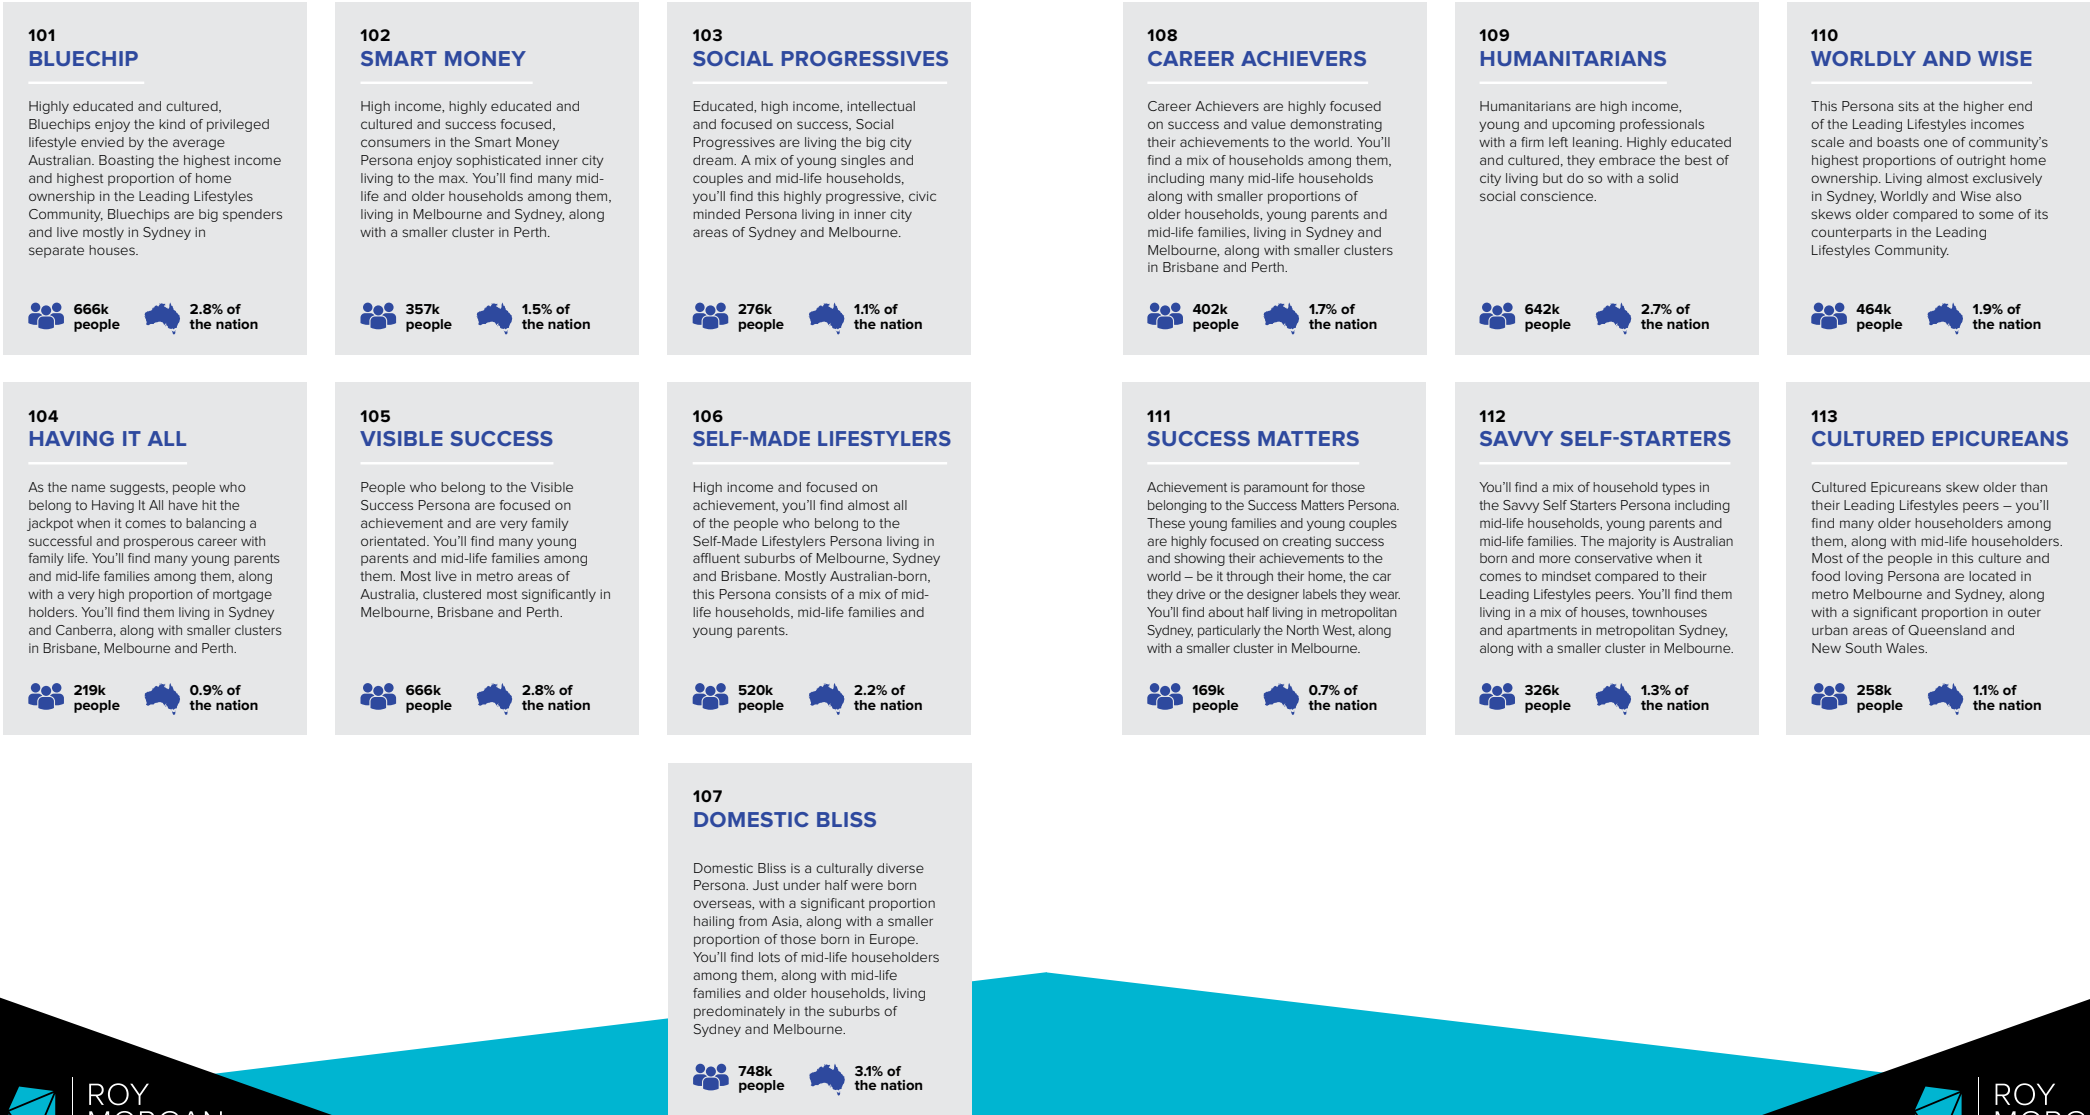 101
BLUECHIP
Highly educated and cultured,
Bluechips enjoy the kind of privileged
lifestyle envied by the average
Australian. Boasting the highest income
and highest proportion of home
ownership in the Leading Lifestyles
Community, Bluechips are big spenders
and live mostly in Sydney in
separate houses.
666k
people
2.8% of
the nation
102
SMART MONEY
High income, highly educated and
cultured and success focused,
consumers in the Smart Money
Persona enjoy sophisticated inner city
living to the max. You'll find many mid-
life and older households among them,
living in Melbourne and Sydney, along
with a smaller cluster in Perth.
357k
people
1.5% of
the nation
103
SOCIAL PROGRESSIVES
Educated, high income, intellectual
and focused on success, Social
Progressives are living the big city
dream. A mix of young singles and
couples and mid-life households,
you'll find this highly progressive, civic
minded Persona living in inner city
areas of Sydney and Melbourne.
276k
people
1.1% of
the nation
104
HAVING IT ALL
As the name suggests, people who
belong to Having It All have hit the
jackpot when it comes to balancing a
successful and prosperous career with
family life. You'll find many young parents
and mid-life families among them, along
with a very high proportion of mortgage
holders. You'll find them living in Sydney
and Canberra, along with smaller clusters
in Brisbane, Melbourne and Perth.
219k
people
0.9% of
the nation
105
VISIBLE SUCCESS
People who belong to the Visible
Success Persona are focused on
achievement and are very family
orientated. You'll find many young
parents and mid-life families among
them. Most live in metro areas of
Australia, clustered most significantly in
Melbourne, Brisbane and Perth.
666k
people
2.8% of
the nation
106
SELF-MADE LIFESTYLERS
High income and focused on
achievement, you'll find almost all
of the people who belong to the
Self-Made Lifestylers Persona living in
affluent suburbs of Melbourne, Sydney
and Brisbane. Mostly Australian-born,
this Persona consists of a mix of mid-
life households, mid-life families and
young parents.
520k
people
2.2% of
the nation
107
DOMESTIC BLISS
Domestic Bliss is a culturally diverse
Persona. Just under half were born
overseas, with a significant proportion
hailing from Asia, along with a smaller
proportion of those born in Europe.
You'll find lots of mid-life householders
among them, along with mid-life
families and older households, living
predominately in the suburbs of
Sydney and Melbourne.
748k
people
3.1% of
the nation
108
CAREER ACHIEVERS
Career Achievers are highly focused
on success and value demonstrating
their achievements to the world. You'll
find a mix of households among them,
including many mid-life households
along with smaller proportions of
older households, young parents and
mid-life families, living in Sydney and
Melbourne, along with smaller clusters
in Brisbane and Perth.
402k
people
1.7% of
the nation
109
HUMANITARIANS
Humanitarians are high income,
young and upcoming professionals
with a firm left leaning. Highly educated
and cultured, they embrace the best of
city living but do so with a solid
social conscience.
642k
people
2.7% of
the nation
110
WORLDLY AND WISE
This Persona sits at the higher end
of the Leading Lifestyles incomes
scale and boasts one of community's
highest proportions of outright home
ownership. Living almost exclusively
in Sydney, Worldly and Wise also
skews older compared to some of its
counterparts in the Leading
Lifestyles Community.
464k
people
1.9% of
the nation
111
SUCCESS MATTERS
Achievement is paramount for those
belonging to the Success Matters Persona.
These young families and young couples
are highly focused on creating success
and showing their achievements to the
world – be it through their home, the car
they drive or the designer labels they wear.
You'll find about half living in metropolitan
Sydney, particularly the North West, along
with a smaller cluster in Melbourne.
169k
people
0.7% of
the nation
112
SAVVY SELF-STARTERS
You'll find a mix of household types in
the Savvy Self Starters Persona including
mid-life households, young parents and
mid-life families. The majority is Australian
born and more conservative when it
comes to mindset compared to their
Leading Lifestyles peers. You'll find them
living in a mix of houses, townhouses
and apartments in metropolitan Sydney,
along with a smaller cluster in Melbourne.
326k
people
1.3% of
the nation
113
CULTURED EPICUREANS
Cultured Epicureans skew older than
their Leading Lifestyles peers – you'll
find many older householders among
them, along with mid-life householders.
Most of the people in this culture and
food loving Persona are located in
metro Melbourne and Sydney, along
with a significant proportion in outer
urban areas of Queensland and
New South Wales.
258k
people
1.1% of
the nation
ROY
MORGAN
ROY